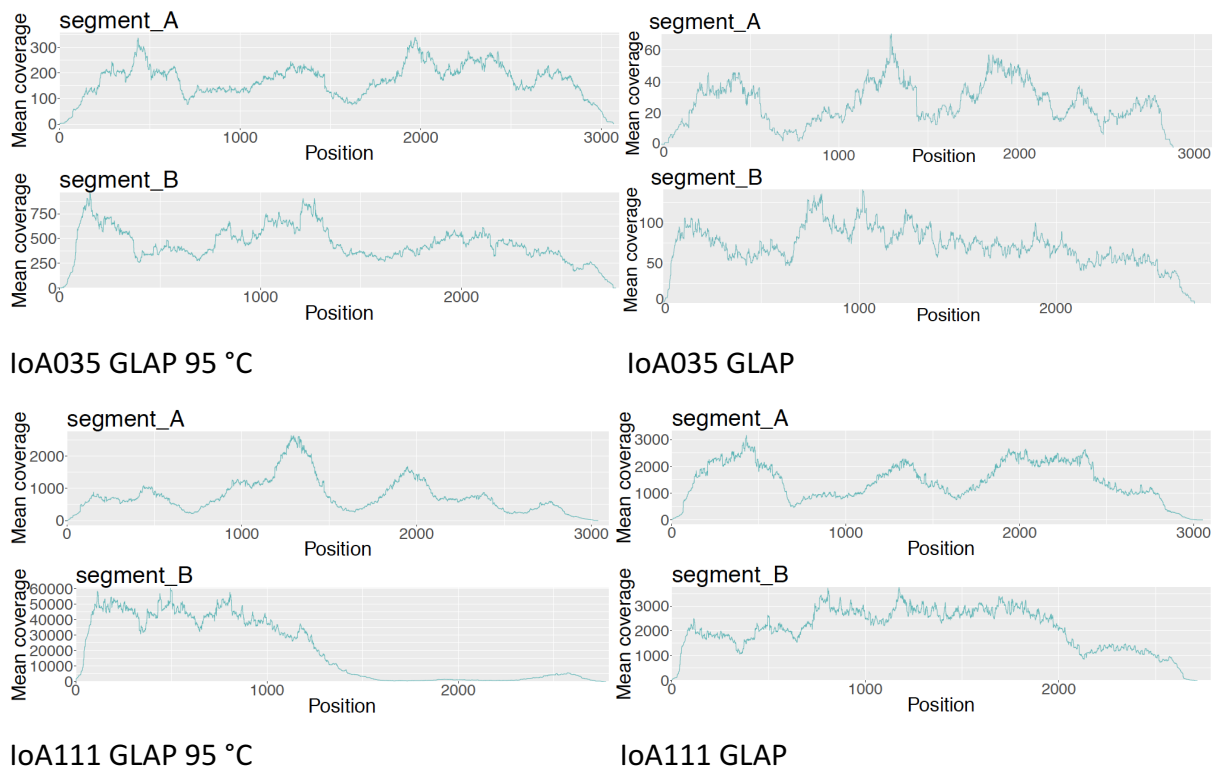 segment_A
Mean coverage
300
200
100
0
0 1000 2000 3000
Position
segment_B
Mean coverage
750
500
250
0
0 1000 2000
Position
IoA035 GLAP 95 °C
segment_A
Mean coverage
60
40
20
0
0 1000 2000 3000
Position
segment_B
Mean coverage
100
50
0
0 1000 2000
Position
IoA035 GLAP
segment_A
Mean coverage
2000
1000
0
0 1000 2000 3000
Position
segment_B
Mean coverage
60000
50000
40000
30000
20000
10000
0
0 1000 2000
Position
IoA111 GLAP 95 °C
segment_A
Mean coverage
3000
2000
1000
0
0 1000 2000 3000
Position
segment_B
Mean coverage
3000
2000
1000
0
0 1000 2000
Position
IoA111 GLAP